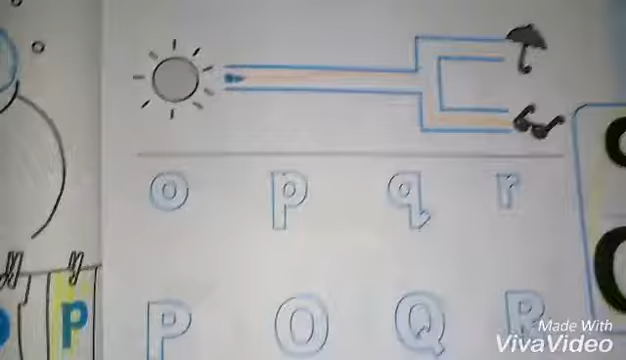 o p q r
P O Q R
P
Made With
VivaVideo